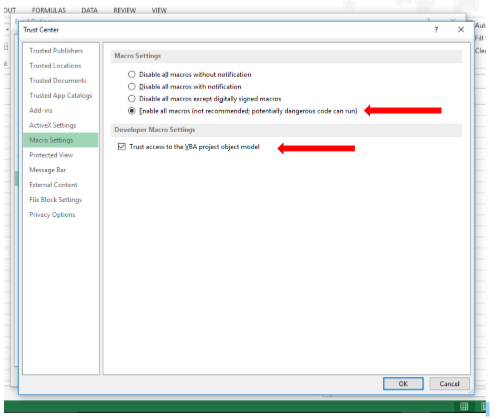 FORMULAS DATA REVIEW VIEW
Trust Center
? ×
Trusted Publishers
Trusted Locations
Trusted Documents
Trusted App Catalogs
Add-ins
ActiveX Settings
Macro Settings
Protected View
Message Bar
External Content
File Block Settings
Privacy Options
Macro Settings
Disable all macros without notification
Disable all macros with notification
Disable all macros except digitally signed macros
Enable all macros (not recommended; potentially dangerous code can run)
Developer Macro Settings
Trust access to the VBA project object model
OK Cancel